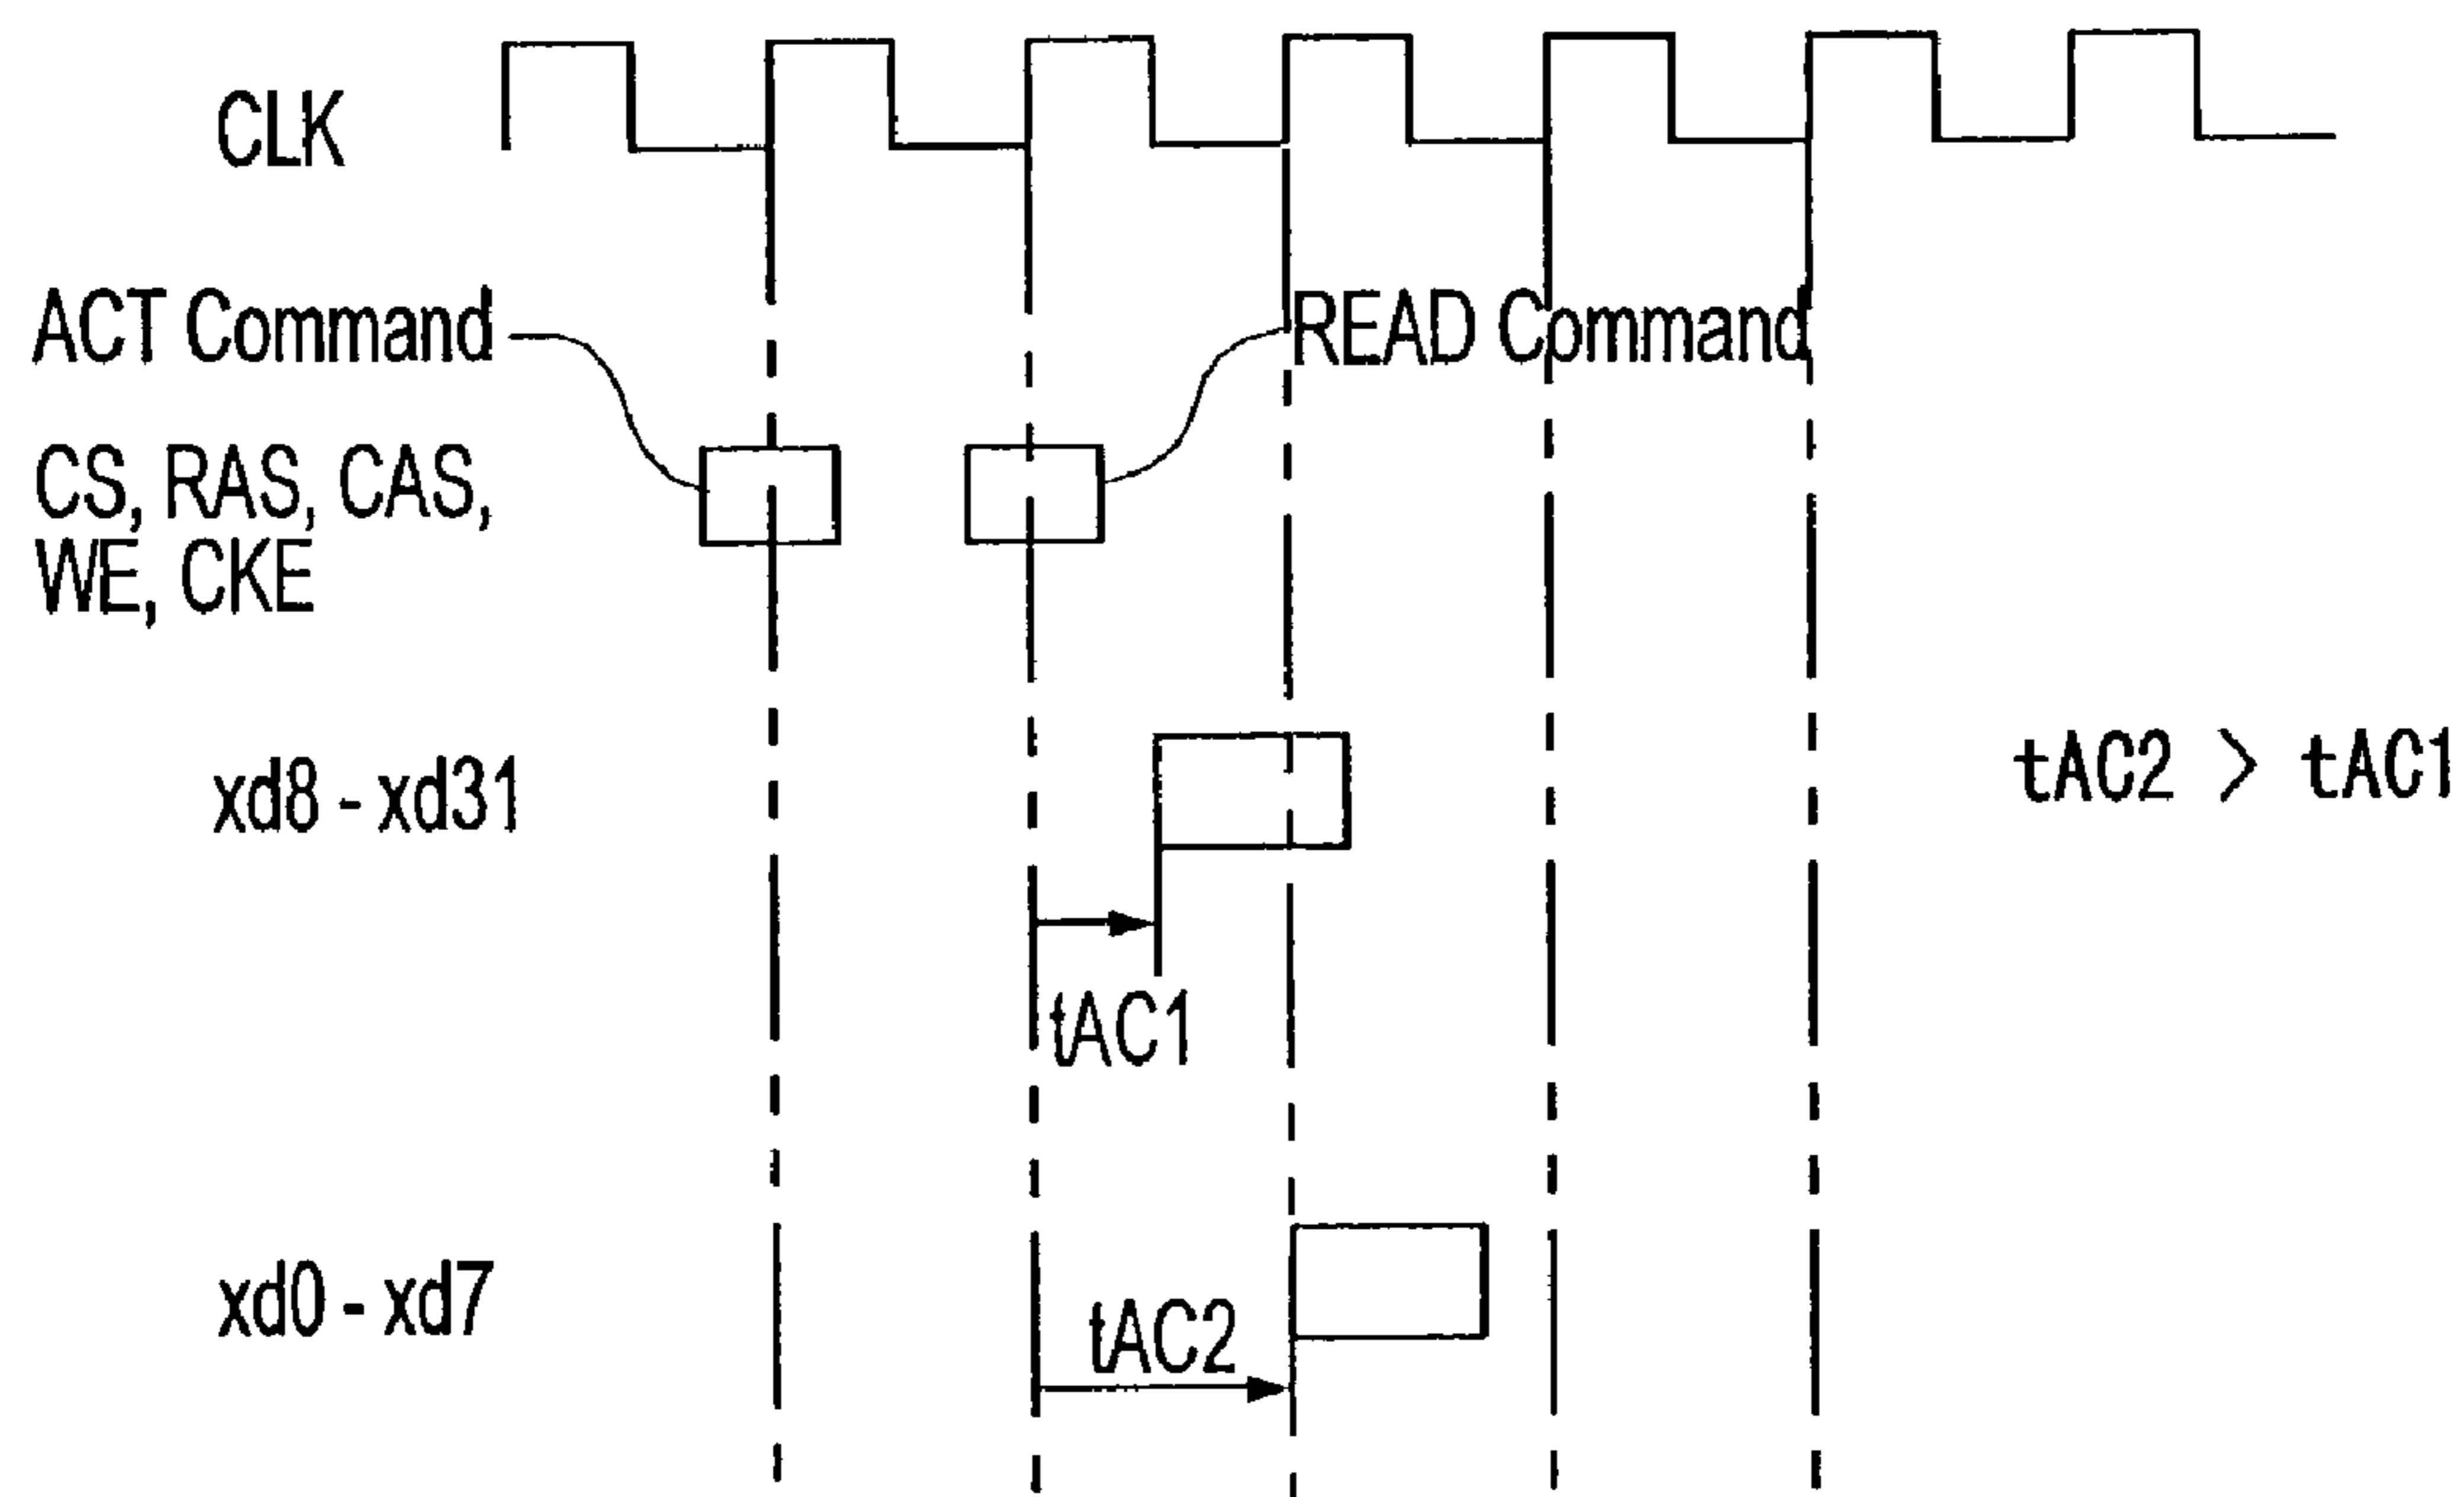 CLK
ACT Command
READ Command
CS, RAS, CAS,
WE, CKE
xd8 - xd31
tAC2 > tAC1
tAC1
xd0 - xd7
tAC2